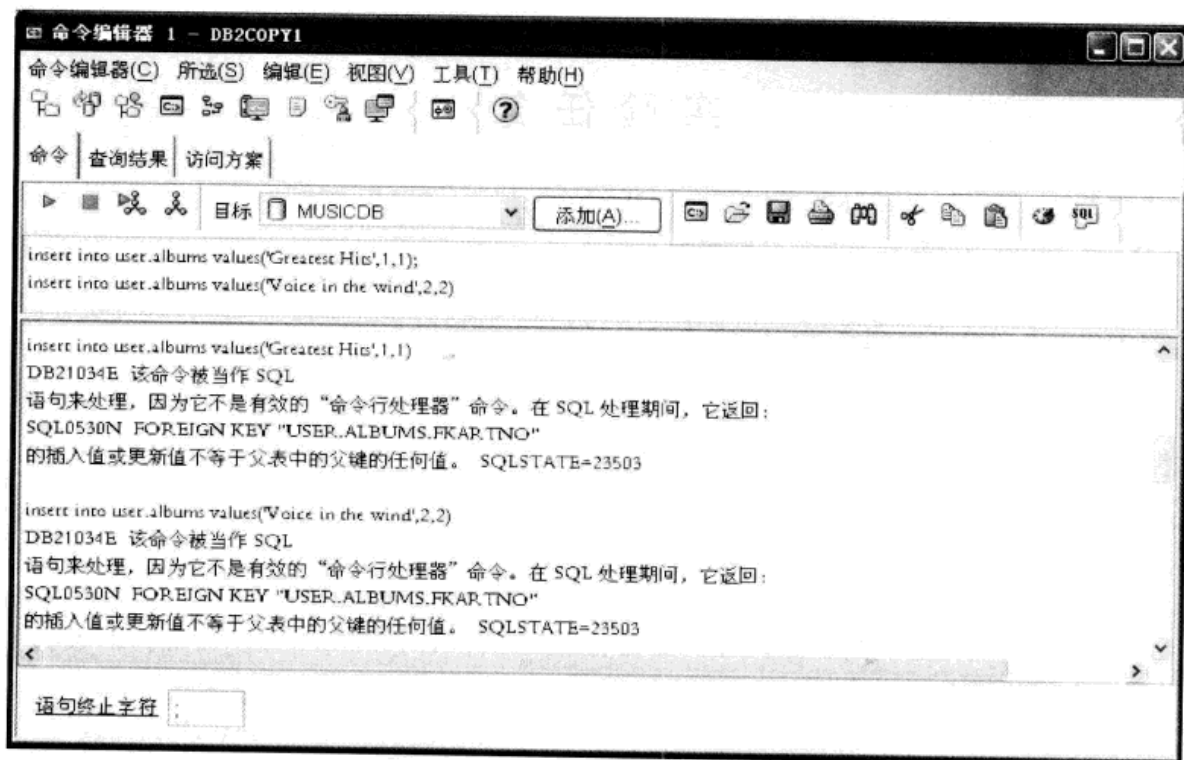 命令编辑器 1 - DB2COPY1
命令编辑器(C) 所选(S) 编辑(E) 视图(V) 工具(T) 帮助(H)
命令 查询结果 访问方案
目标 MUSICDB 添加(A)... SQL
insert into user.albums values('Greatest Hits',1,1);
insert into user.albums values('Voice in the wind',2,2)
insert into user.albums values('Greatest Hits',1,1)
DB21034E 该命令被当作 SQL
语句来处理，因为它不是有效的“命令行处理器”命令。在 SQL 处理期间，它返回：
SQL0530N FOREIGN KEY "USER.ALBUMS.FKARTNO"
的插入值或更新值不等于父表中的父键的任何值。 SQLSTATE=23503
insert into user.albums values('Voice in the wind',2,2)
DB21034E 该命令被当作 SQL
语句来处理，因为它不是有效的“命令行处理器”命令。在 SQL 处理期间，它返回：
SQL0530N FOREIGN KEY "USER.ALBUMS.FKARTNO"
的插入值或更新值不等于父表中的父键的任何值。 SQLSTATE=23503
语句终止字符 ;